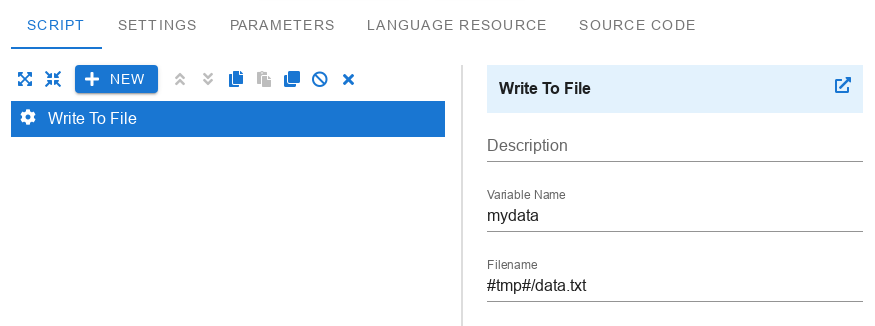 SCRIPT SETTINGS PARAMETERS LANGUAGE RESOURCE SOURCE CODE
NEW
Write To File
Write To File
Description
Variable Name
mydata
Filename
#tmp#/data.txt